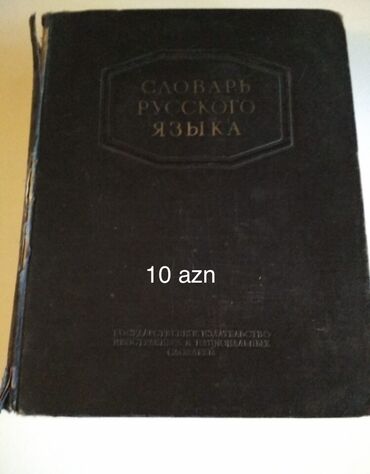 СЛОВАРЬ
РУССКОГО
ЯЗЫКА
10 azn
ГОСУДАРСТВЕННОЕ ИЗДАТЕЛЬСТВО
ИНОСТРАННЫХ И НАЦИОНАЛЬНЫХ
СЛОВАРЕЙ